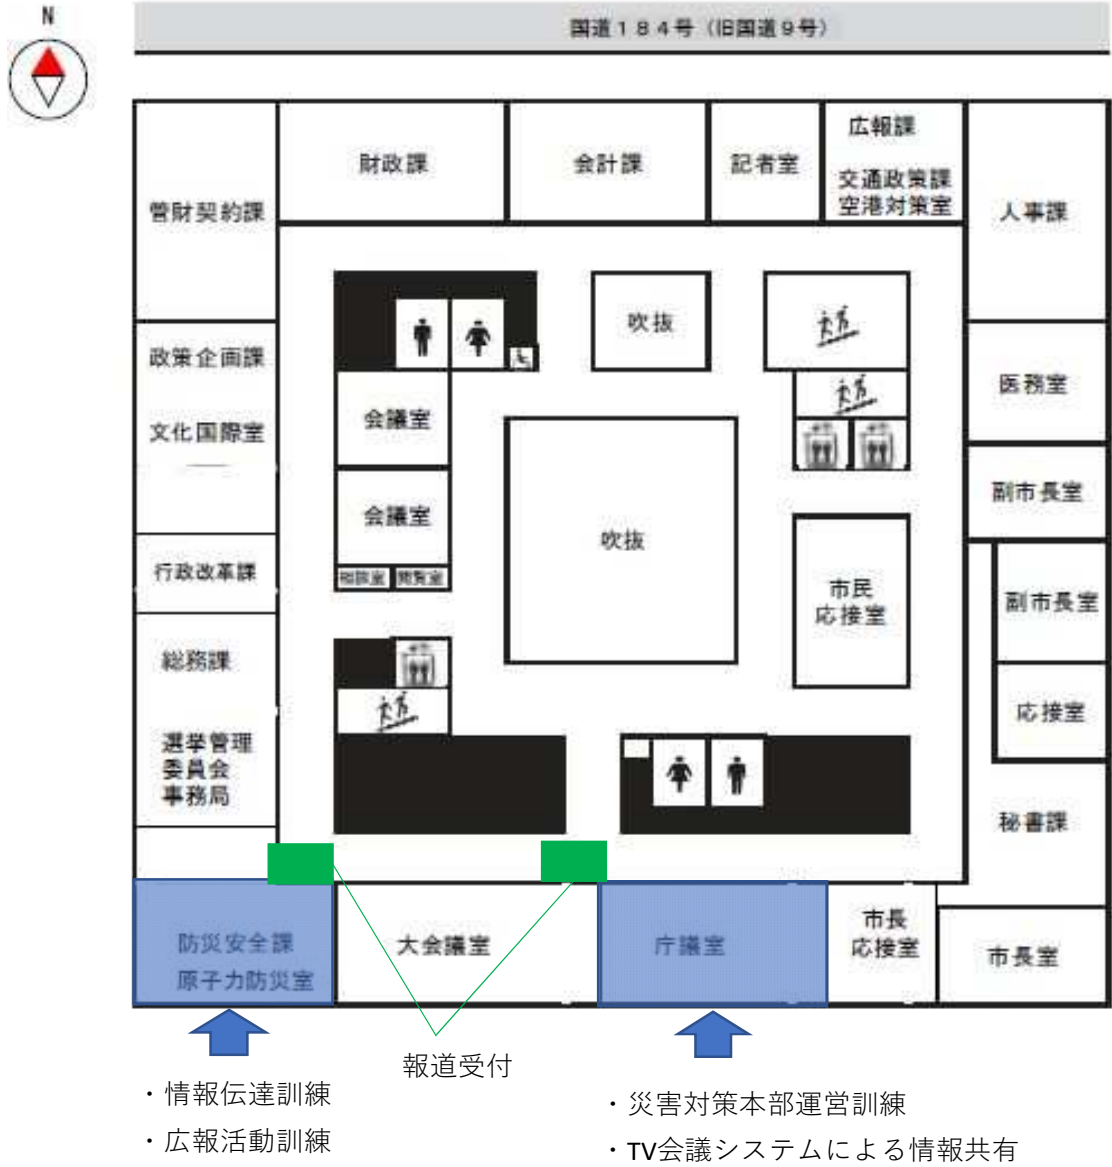 N
国道184号(旧国道9号)
管財契約課
財政課
会計課
記者室
広報課
交通政策課
空港対策室
人事課
吹抜
政策企画課
文化国際室
会議室
医務室
会議室
副市長室
吹抜
行政改革課
相談室
閲覧室
市民
応接室
副市長室
総務課
応接室
選挙管理
委員会
事務局
秘書課
防災安全課
原子力防災室
大会議室
庁議室
市長
応接室
市長室
報道受付
・情報伝達訓練
・広報活動訓練
・災害対策本部運営訓練
・TV会議システムによる情報共有